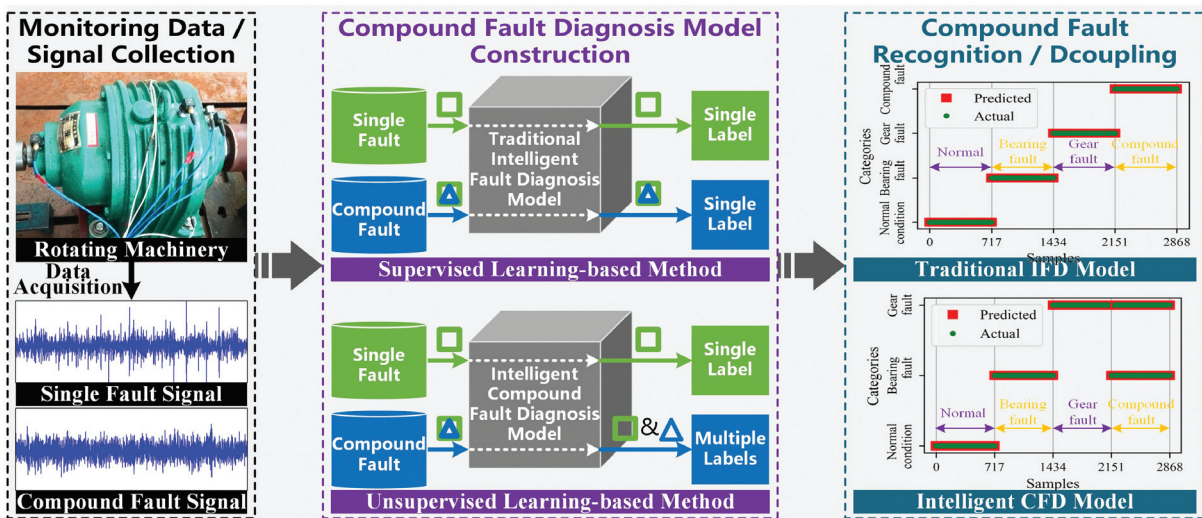 Monitoring Data /
Signal Collection
Rotating Machinery
Data
Acquisition
Single Fault Signal
Compound Fault Signal
Compound Fault Diagnosis Model
Construction
Single
Fault
Traditional
Intelligent
Fault Diagnosis
Model
Single
Label
Compound
Fault
Single
Label
Supervised Learning-based Method
Single
Fault
Intelligent
Compound
Fault Diagnosis
Model
Single
Label
Compound
Fault
&
Multiple
Labels
Unsupervised Learning-based Method
Compound Fault
Recognition / Dcoupling
Categories
Compound
fault
Gear
fault
Bearing
fault
Normal
condition
Predicted
Actual
Normal
Bearing
fault
Gear
fault
Compound
fault
0 717 1434 2151 2868
Samples
Traditional IFD Model
Categories
Gear
fault
Bearing
fault
Normal
condition
Predicted
Actual
Normal
Bearing
fault
Gear
fault
Compound
fault
0 717 1434 2151 2868
Samples
Intelligent CFD Model